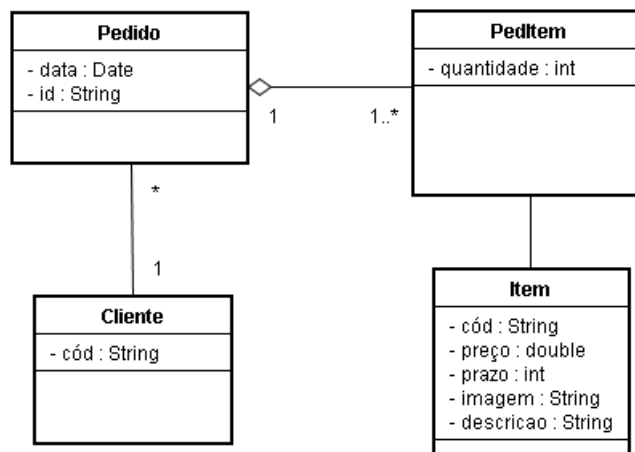 Pedido
- data : Date
- id : String
PedItem
- quantidade : int
1
1..*
*
1
Cliente
- cód : String
Item
- cód : String
- preço : double
- prazo : int
- imagem : String
- descricao : String